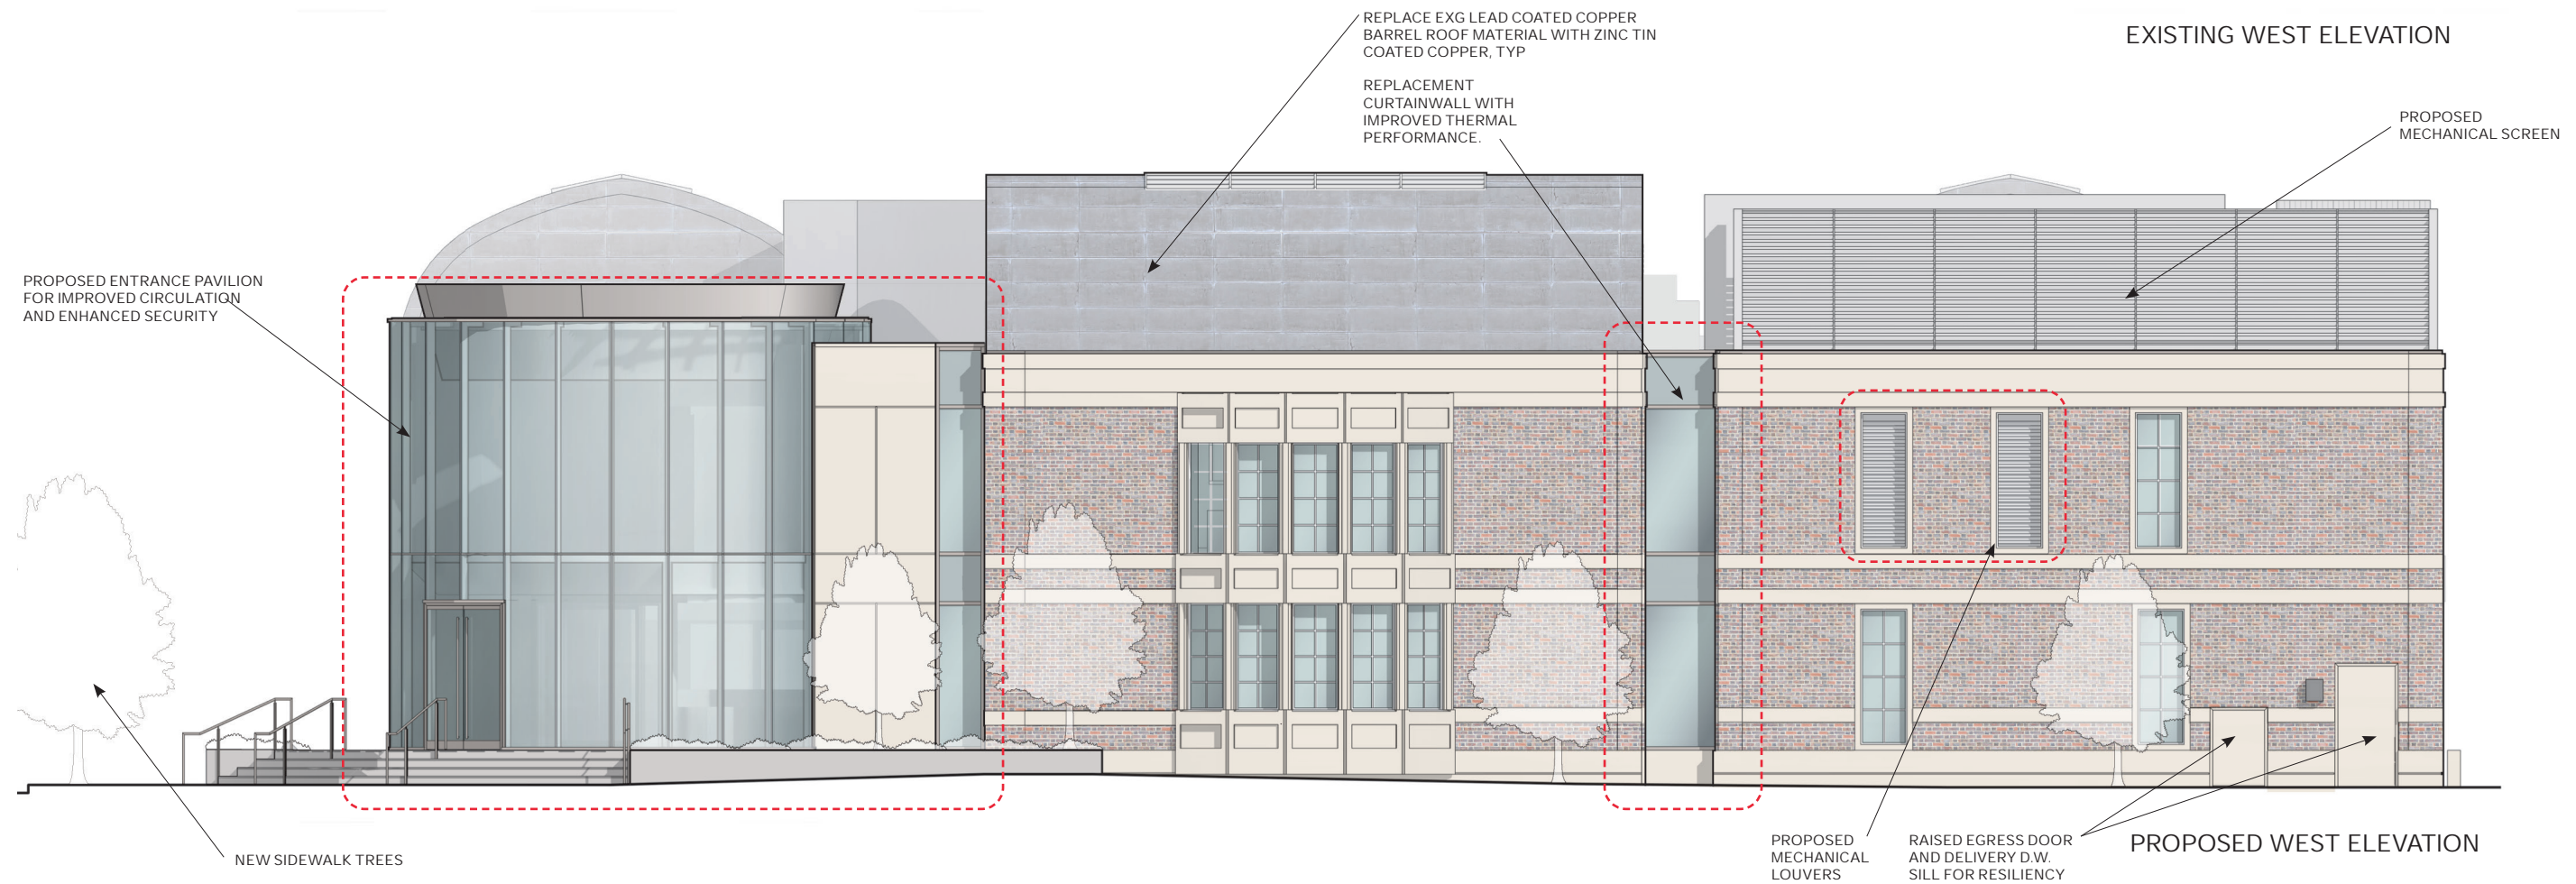 REPLACE EXG LEAD COATED COPPER
BARREL ROOF MATERIAL WITH ZINC TIN
COATED COPPER, TYP
EXISTING WEST ELEVATION
REPLACEMENT
CURTAINWALL WITH
IMPROVED THERMAL
PERFORMANCE.
PROPOSED
MECHANICAL SCREEN
PROPOSED ENTRANCE PAVILION
FOR IMPROVED CIRCULATION
AND ENHANCED SECURITY
NEW SIDEWALK TREES
PROPOSED
MECHANICAL
LOUVERS
RAISED EGRESS DOOR
AND DELIVERY D.W.
SILL FOR RESILIENCY
PROPOSED WEST ELEVATION